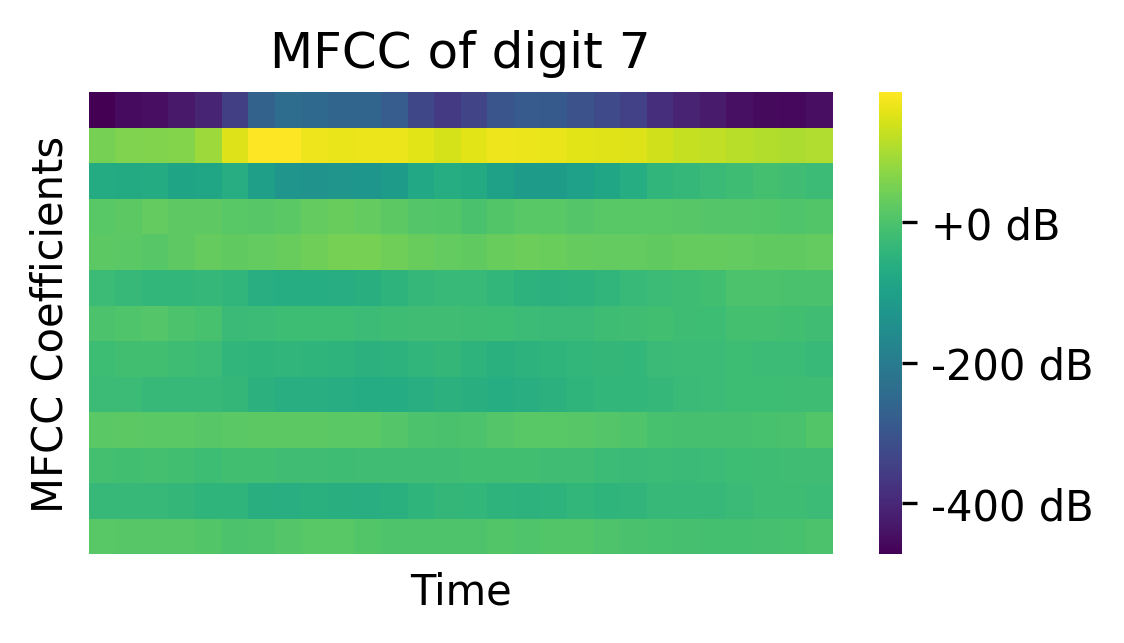 MFCC of digit 7
MFCC Coefficients
Time
+0 dB
-200 dB
-400 dB